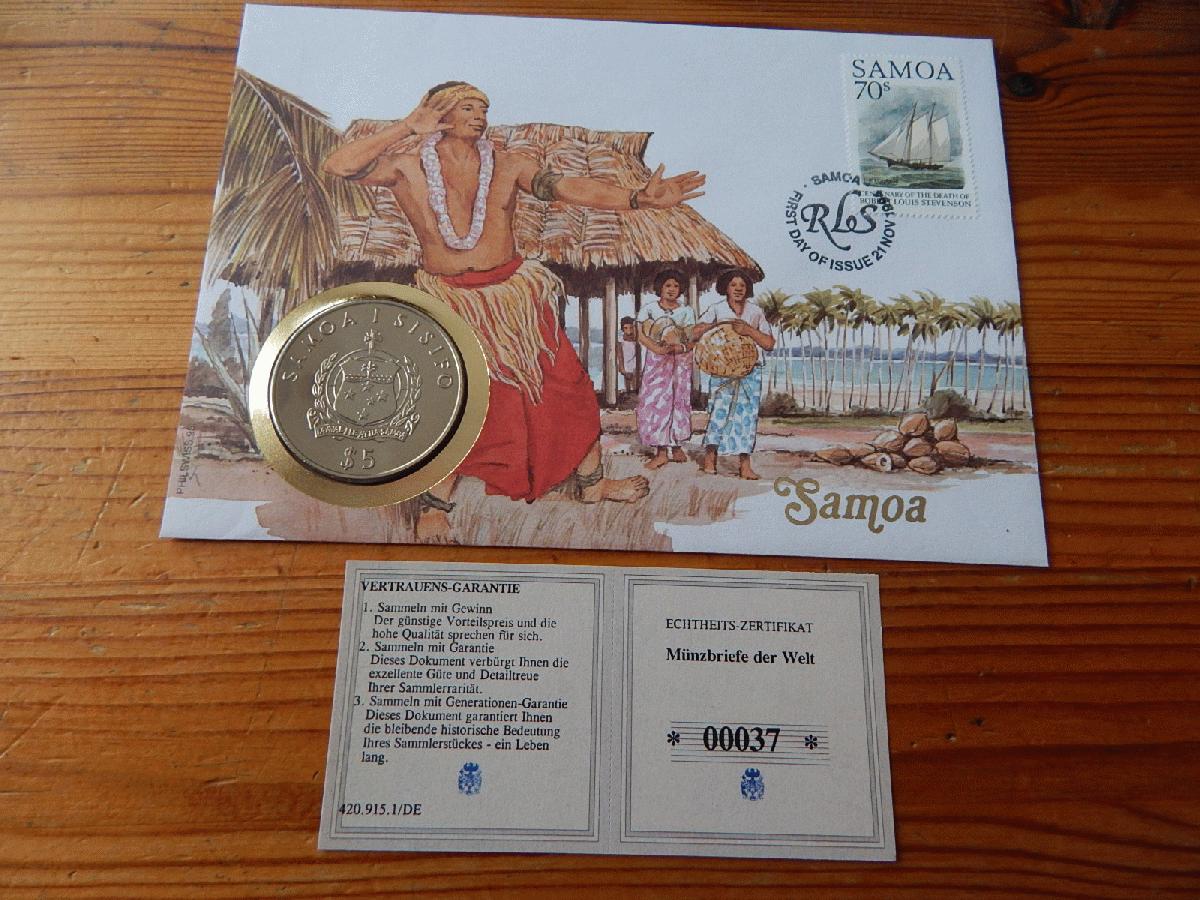 SAMOA
70s
CENTENARY OF THE DEATH OF
ROBERT LOUIS STEVENSON
SAMOA
RLS
FIRST DAY OF ISSUE 21 NOV 1994
SAMOA I SISIFO
$5
PHILSWISS
Samoa
VERTRAUENS-GARANTIE
1. Sammeln mit Gewinn
Der günstige Vorteilspreis und die
hohe Qualität sprechen für sich.
2. Sammeln mit Garantie
Dieses Dokument verbürgt Ihnen die
exzellente Güte und Detailtreue
Ihrer Sammlerrarität.
3. Sammeln mit Generationen-Garantie
Dieses Dokument garantiert Ihnen
die bleibende historische Bedeutung
Ihres Sammlerstückes - ein Leben
lang.
420.915.1/DE
ECHTHEITS-ZERTIFIKAT
Münzbriefe der Welt
* 00037 *